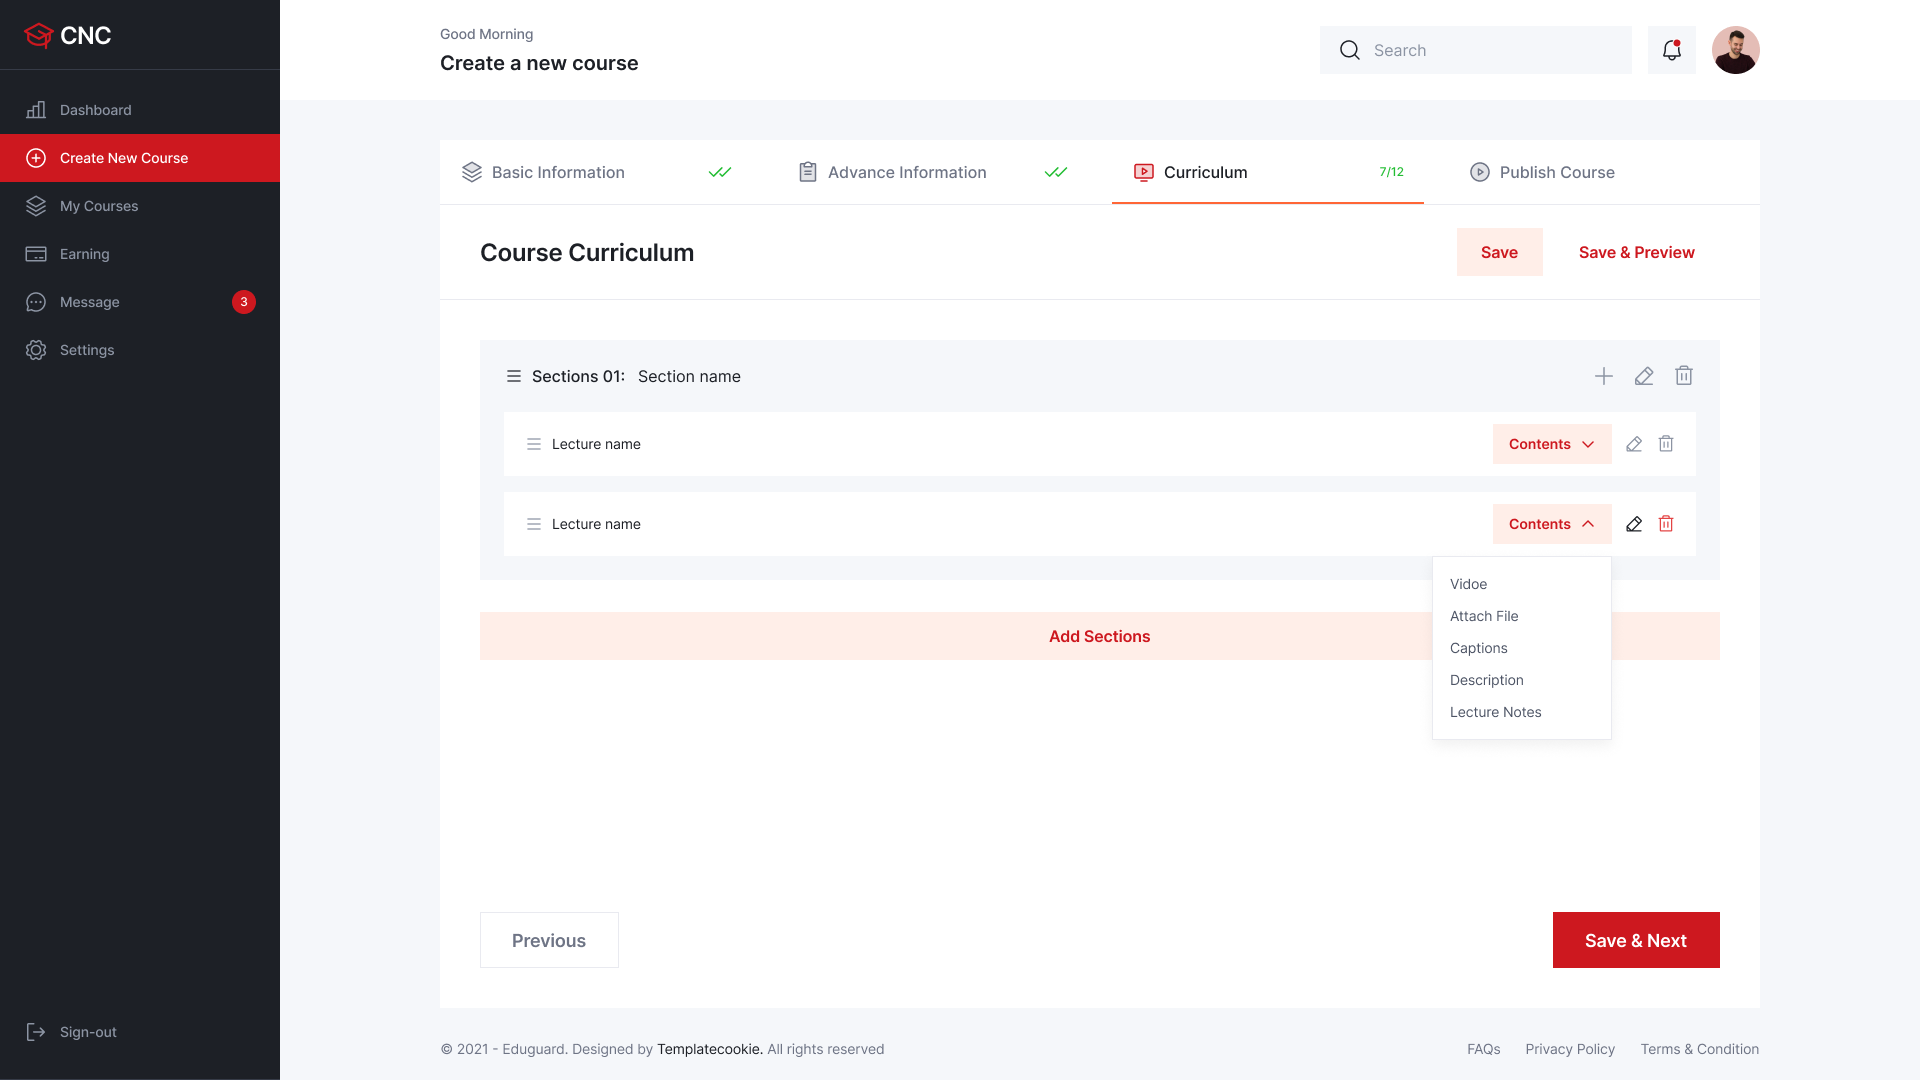 CNC
Dashboard
Create New Course
My Courses
Earning
Message
3
Settings
Sign-out
Good Morning
Create a new course
Search
Basic Information
Advance Information
Curriculum
7/12
Publish Course
Course Curriculum
Save
Save & Preview
Sections 01: Section name
Lecture name
Contents
Lecture name
Contents
Vidoe
Attach File
Captions
Description
Lecture Notes
Add Sections
Previous
Save & Next
© 2021 - Eduguard. Designed by Templatecookie. All rights reserved
FAQs
Privacy Policy
Terms & Condition